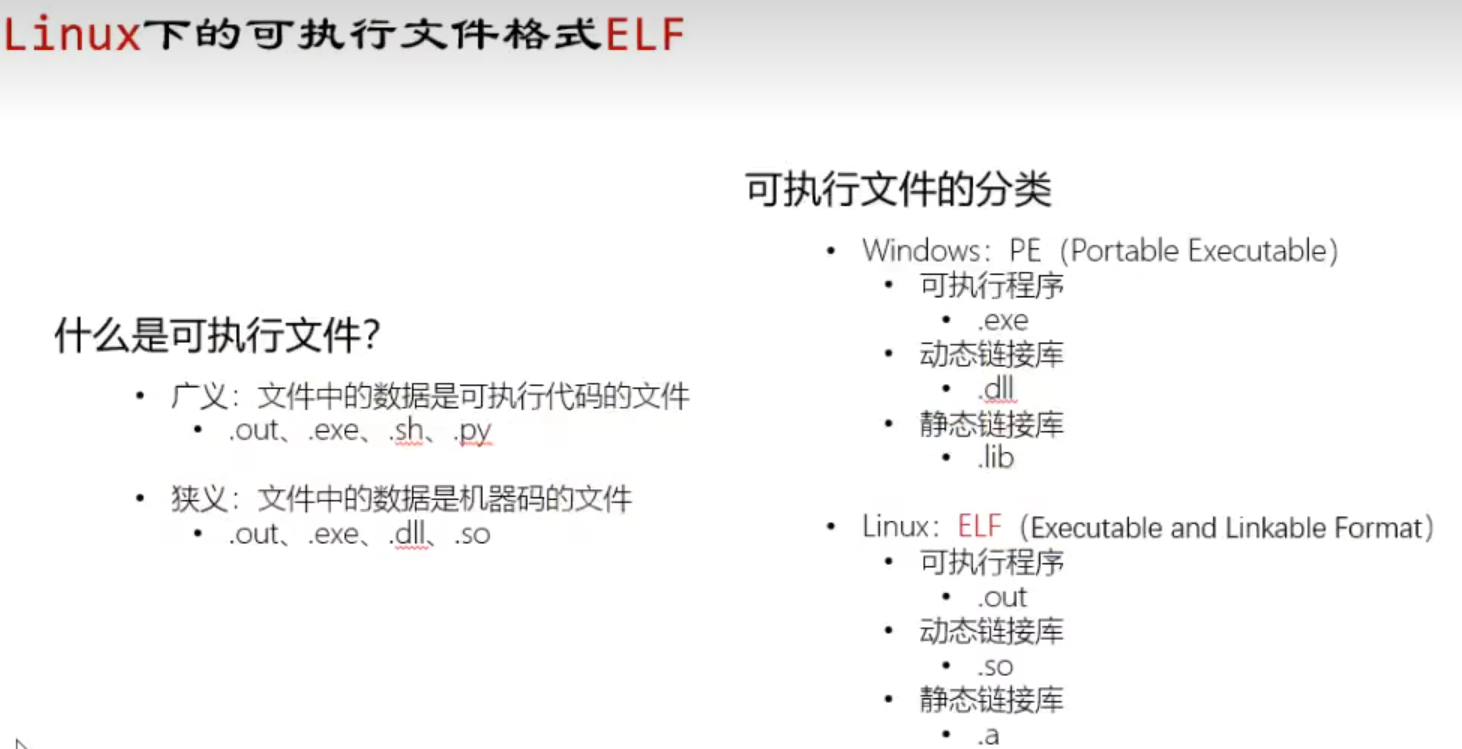 Linux下的可执行文件格式ELF
什么是可执行文件？
• 广义：文件中的数据是可执行代码的文件
• .out、.exe、.sh、.py
• 狭义：文件中的数据是机器码的文件
• .out、.exe、.dll、.so
可执行文件的分类
• Windows：PE（Portable Executable）
• 可执行程序
• .exe
• 动态链接库
• .dll
• 静态链接库
• .lib
• Linux：ELF（Executable and Linkable Format）
• 可执行程序
• .out
• 动态链接库
• .so
• 静态链接库
• .a